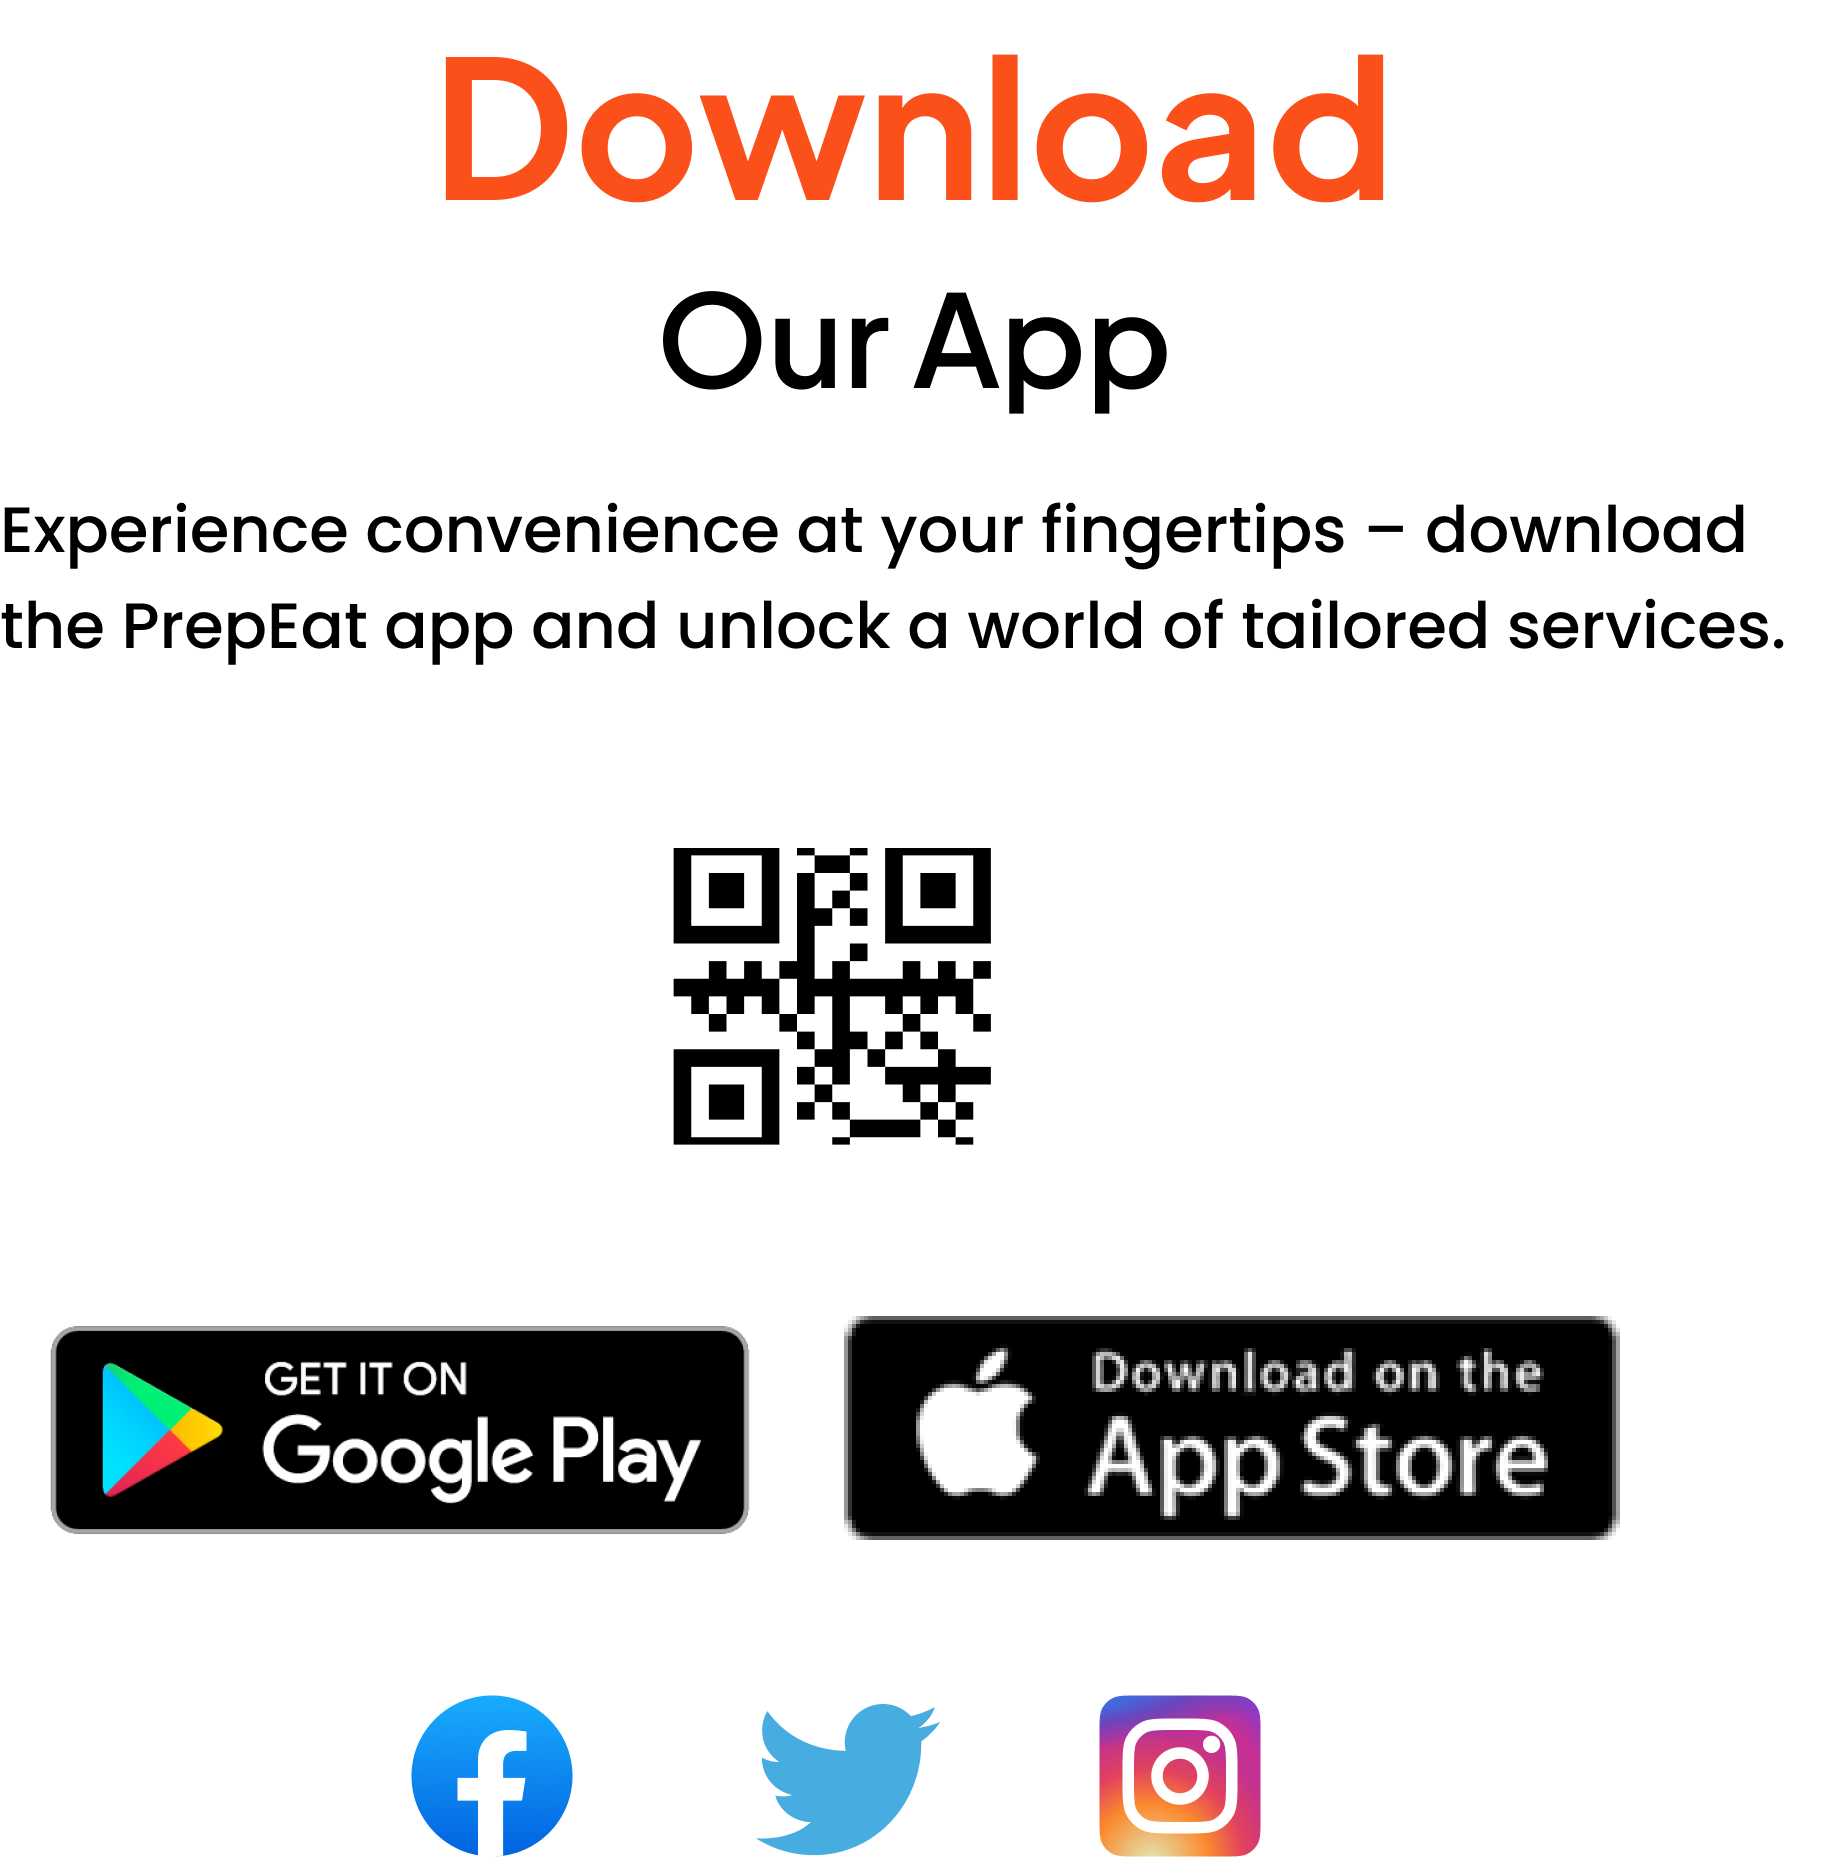 Download
Our App
Experience convenience at your fingertips – download
the PrepEat app and unlock a world of tailored services.
GET IT ON
Google Play
Download on the
App Store